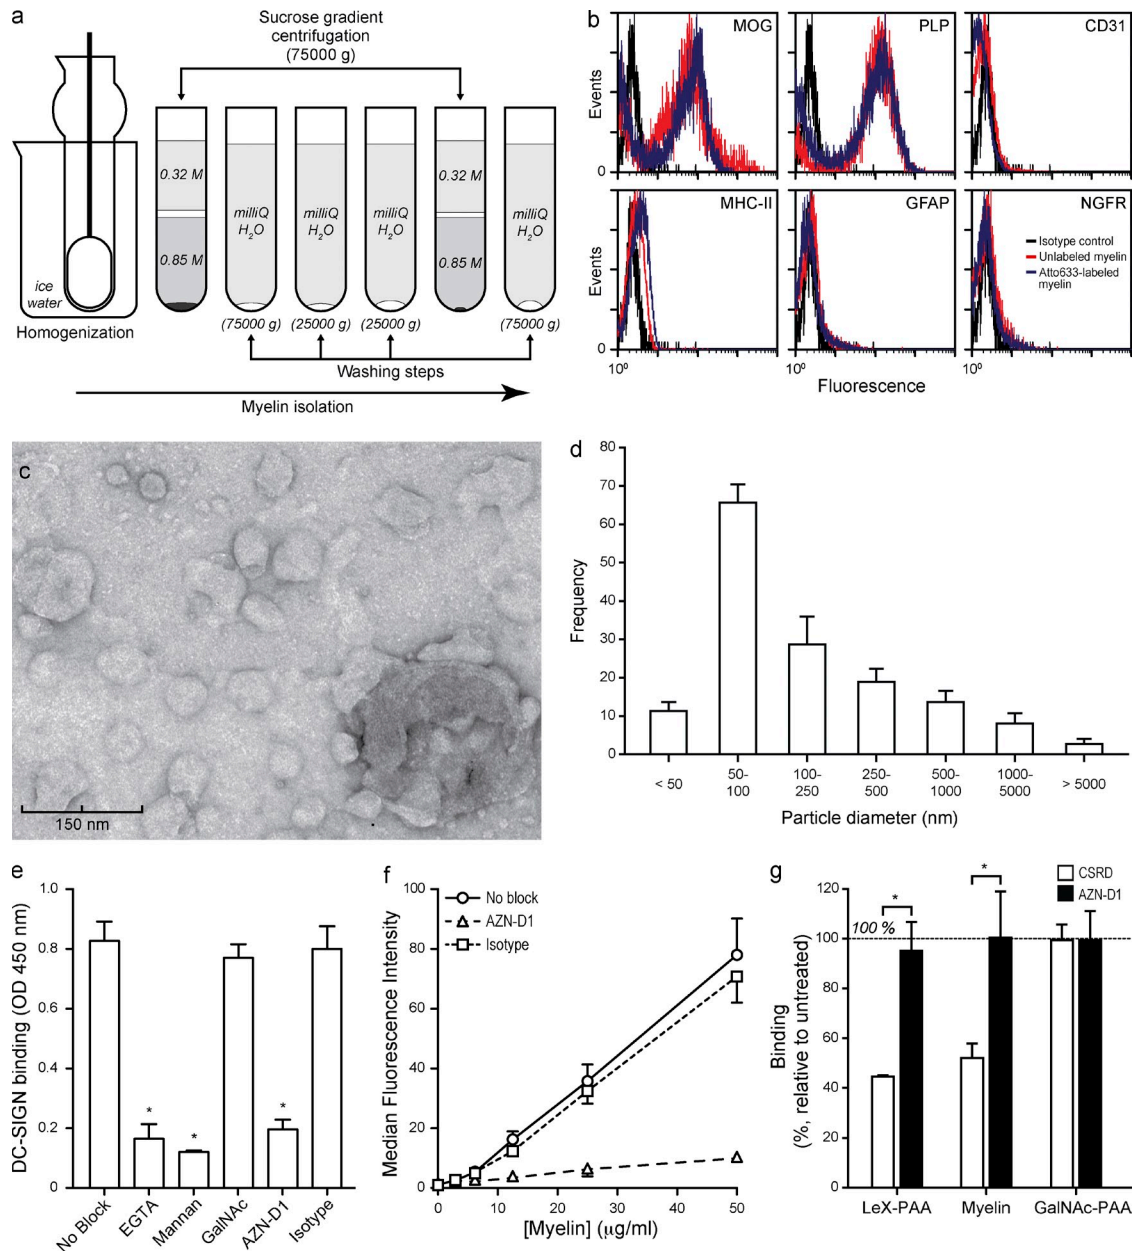 a
Sucrose gradient
centrifugation
(75000 g)
0.32 M
0.85 M
milliQ
H2O
milliQ
H2O
milliQ
H2O
0.32 M
0.85 M
milliQ
H2O
ice
water
Homogenization
(75000 g)
(25000 g)
(25000 g)
(75000 g)
Washing steps
Myelin isolation
b
MOG
PLP
CD31
Events
0
MHC-II
GFAP
NGFR
Isotype control
Unlabeled myelin
Atto633-labeled
myelin
Events
0
10⁰
10⁰
10⁰
Fluorescence
c
150 nm
d
80
70
60
50
40
30
20
10
0
Frequency
< 50
50-
100
100-
250
250-
500
500-
1000
1000-
5000
> 5000
Particle diameter (nm)
e
1.0
0.8
0.6
0.4
0.2
0
DC-SIGN binding (OD 450 nm)
* * *
No Block
EGTA
Mannan
GalNAc
AZN-D1
Isotype
f
100
80
60
40
20
0
Median Fluorescence Intensity
No block
AZN-D1
Isotype
0 10 20 30 40 50
[Myelin] (µg/ml)
g
CSRD
AZN-D1
120
100
80
60
40
20
0
Binding
(%, relative to untreated)
100 %
* *
LeX-PAA
Myelin
GalNAc-PAA